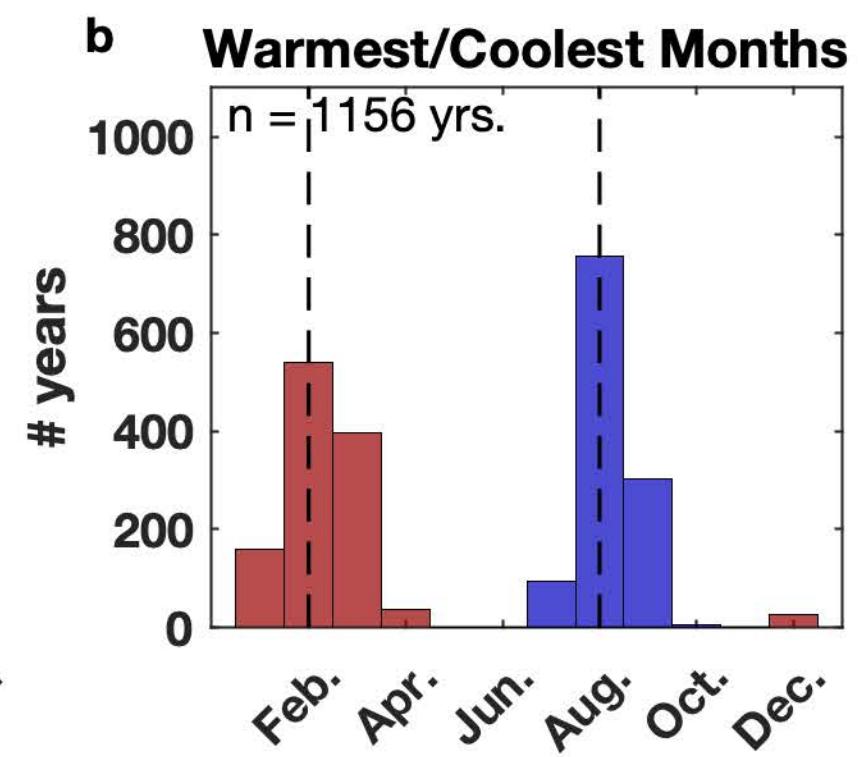 b
Warmest/Coolest Months
n = 1156 yrs.
# years
1000
800
600
400
200
0
Feb.
Apr.
Jun.
Aug.
Oct.
Dec.